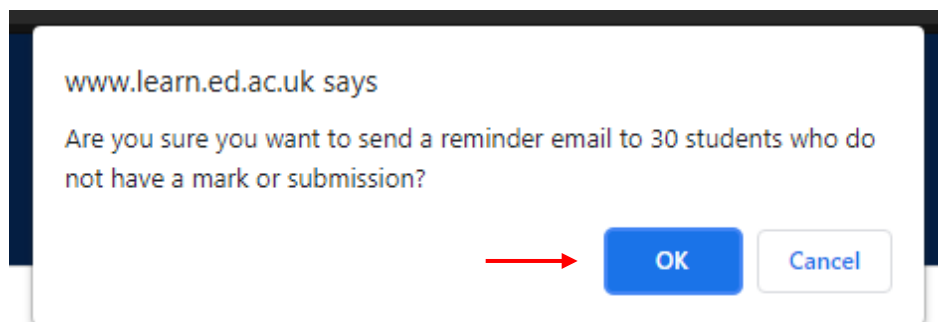 www.learn.ed.ac.uk says
Are you sure you want to send a reminder email to 30 students who do
not have a mark or submission?
OK
Cancel